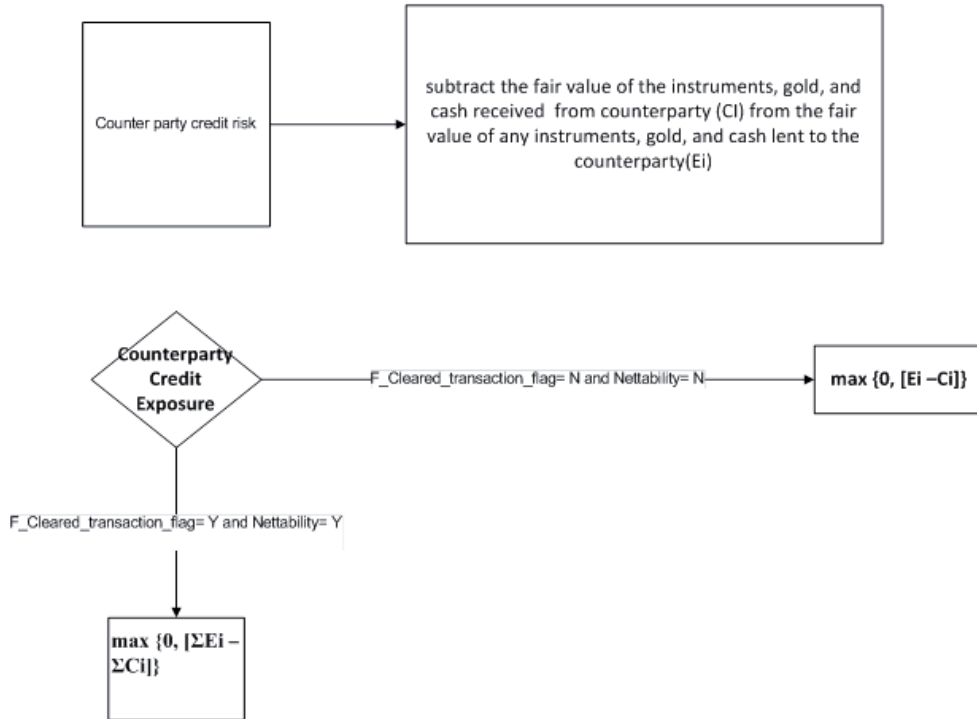 Counter party credit risk
subtract the fair value of the instruments, gold, and
cash received  from counterparty (CI) from the fair
value of any instruments, gold, and cash lent to the
counterparty(Ei)
Counterparty
Credit
Exposure
F_Cleared_transaction_flag= N and Nettability= N
max {0, [Ei –Ci]}
F_Cleared_transaction_flag= Y and Nettability= Y
max {0, [ΣEi –
ΣCi]}